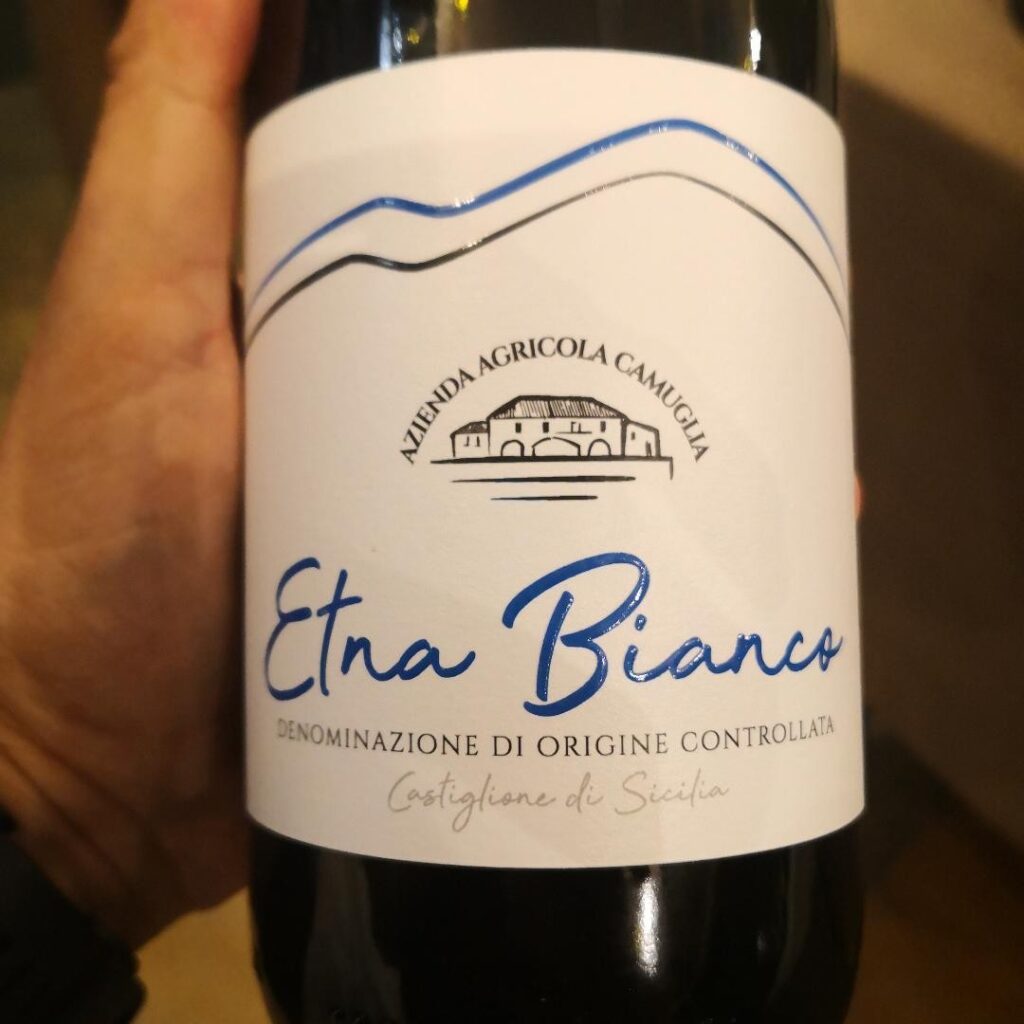 AZIENDA AGRICOLA CAMUGLIA
Etna Bianco
DENOMINAZIONE DI ORIGINE CONTROLLATA
Castiglione di Sicilia